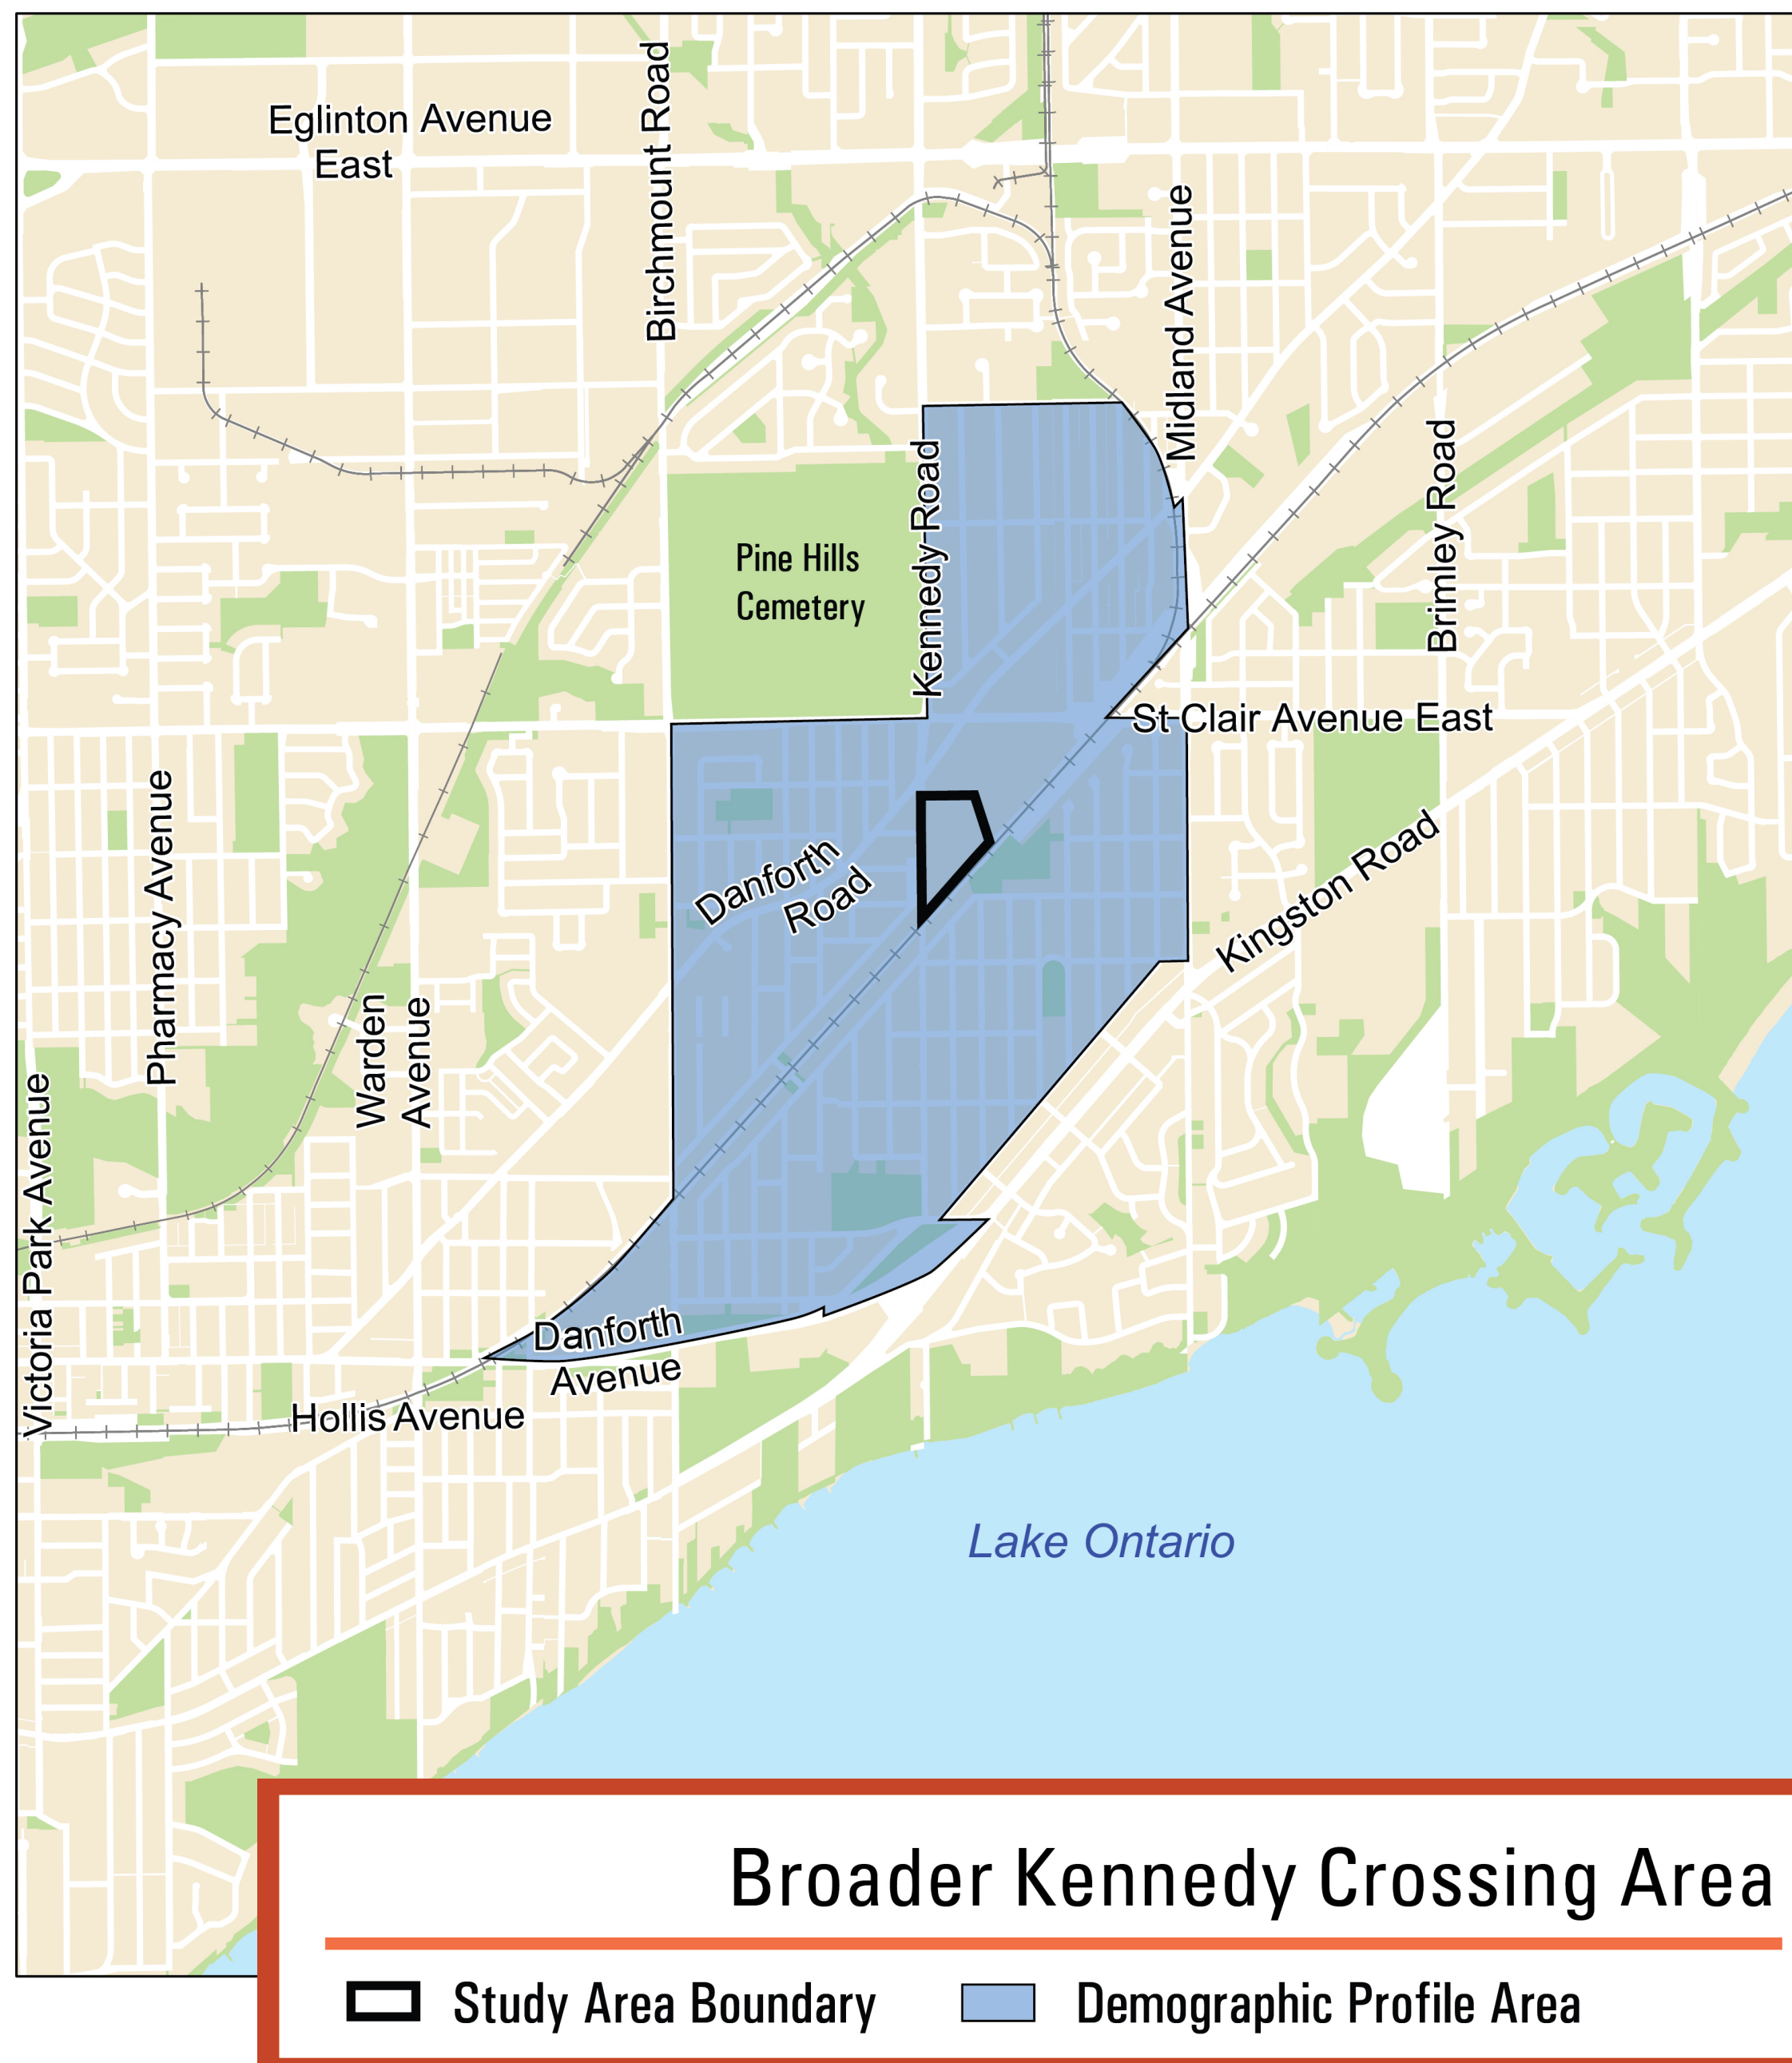 Eglinton Avenue
East
Birchmount Road
Midland Avenue
Brimley Road
Kennedy Road
Pine Hills
Cemetery
St Clair Avenue East
Pharmacy Avenue
Danforth
Road
Kingston Road
Warden
Avenue
Victoria Park Avenue
Danforth
Avenue
Hollis Avenue
Lake Ontario
Broader Kennedy Crossing Area
Study Area Boundary
Demographic Profile Area